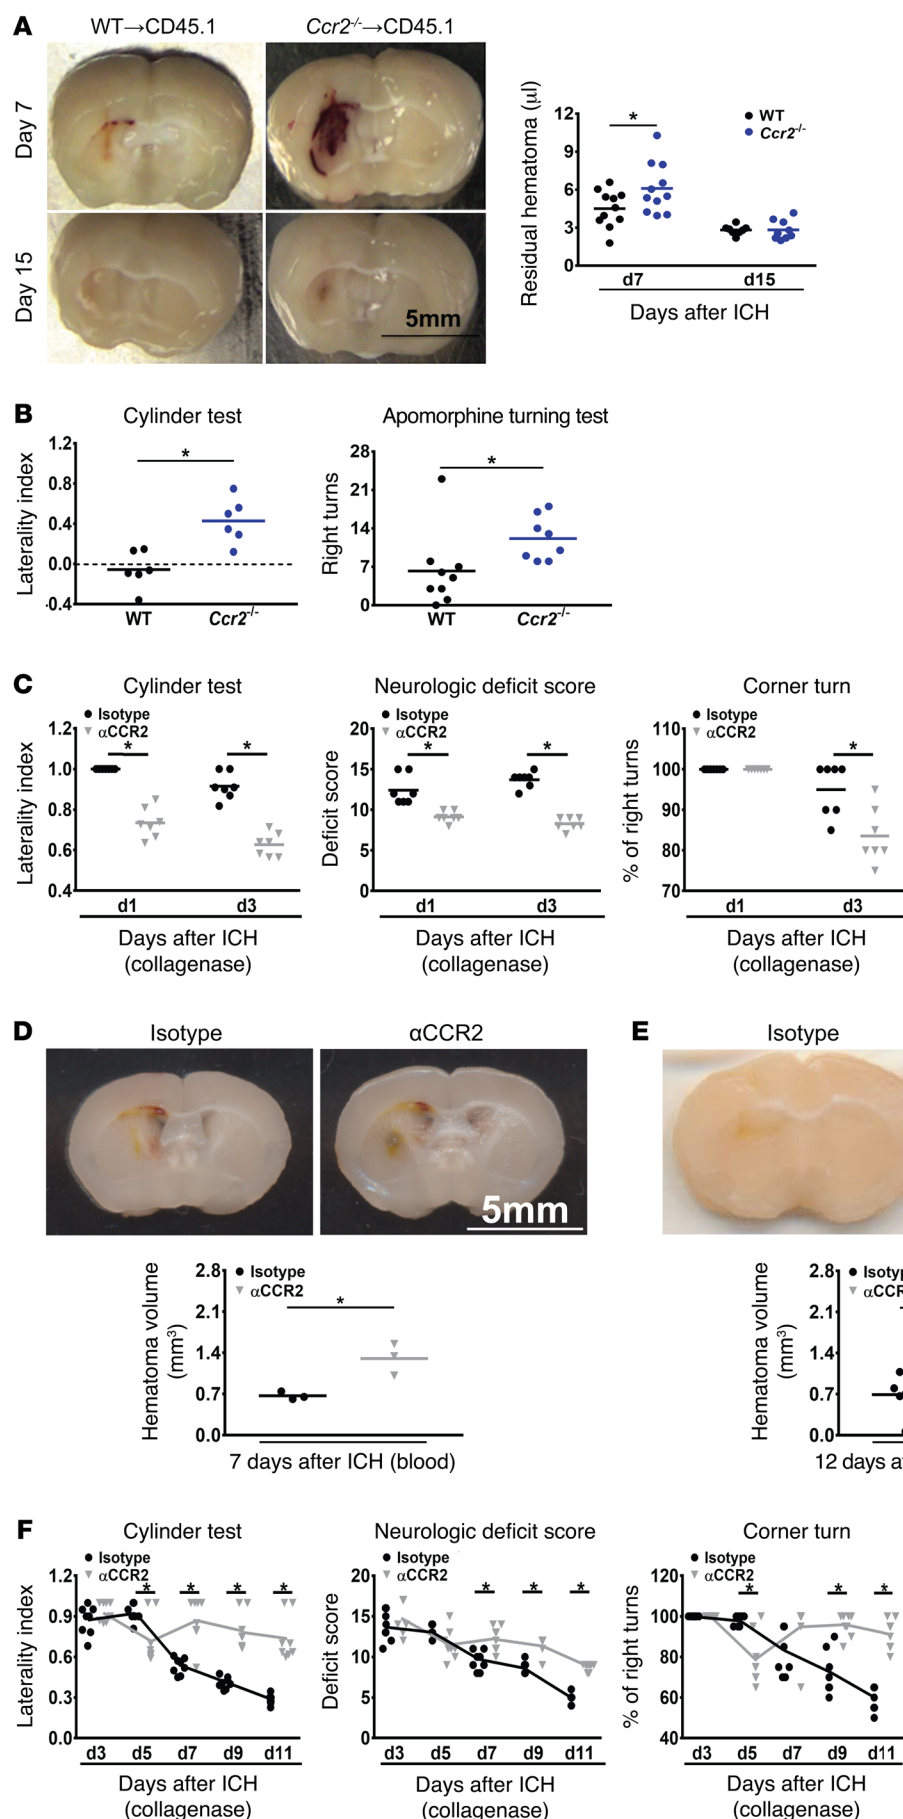 A
WT→CD45.1
Ccr2-/-→CD45.1
Day 7
Day 15
5mm
Residual hematoma (µl)
12
9
6
3
0
*
WT
Ccr2-/-
d7 d15
Days after ICH
B
Cylinder test
Laterality index
1.2
0.8
0.4
0.0
-0.4
*
WT Ccr2-/-
Apomorphine turning test
Right turns
28
21
14
7
0
*
WT Ccr2-/-
C
Cylinder test
Isotype
αCCR2
Laterality index
1.2
1.0
0.8
0.6
0.4
* *
d1 d3
Days after ICH
(collagenase)
Neurologic deficit score
Isotype
αCCR2
Deficit score
20
15
10
5
0
* *
d1 d3
Days after ICH
(collagenase)
Corner turn
Isotype
αCCR2
% of right turns
110
100
90
80
70
*
d1 d3
Days after ICH
(collagenase)
D
Isotype
αCCR2
5mm
Hematoma volume
(mm3)
2.8
2.1
1.4
0.7
0.0
Isotype
αCCR2
*
7 days after ICH (blood)
E
Isotype
Hematoma volume
(mm3)
2.8
2.1
1.4
0.7
0.0
Isotyp
αCCR
12 days a
F
Cylinder test
Isotype
αCCR2
Laterality index
1.2
0.9
0.6
0.3
0.0
* * * *
d3 d5 d7 d9 d11
Days after ICH
(collagenase)
Neurologic deficit score
Isotype
αCCR2
Deficit score
20
15
10
5
0
* * *
d3 d5 d7 d9 d11
Days after ICH
(collagenase)
Corner turn
Isotype
αCCR2
% of right turns
120
100
80
60
40
* * *
d3 d5 d7 d9 d11
Days after ICH
(collagenase)